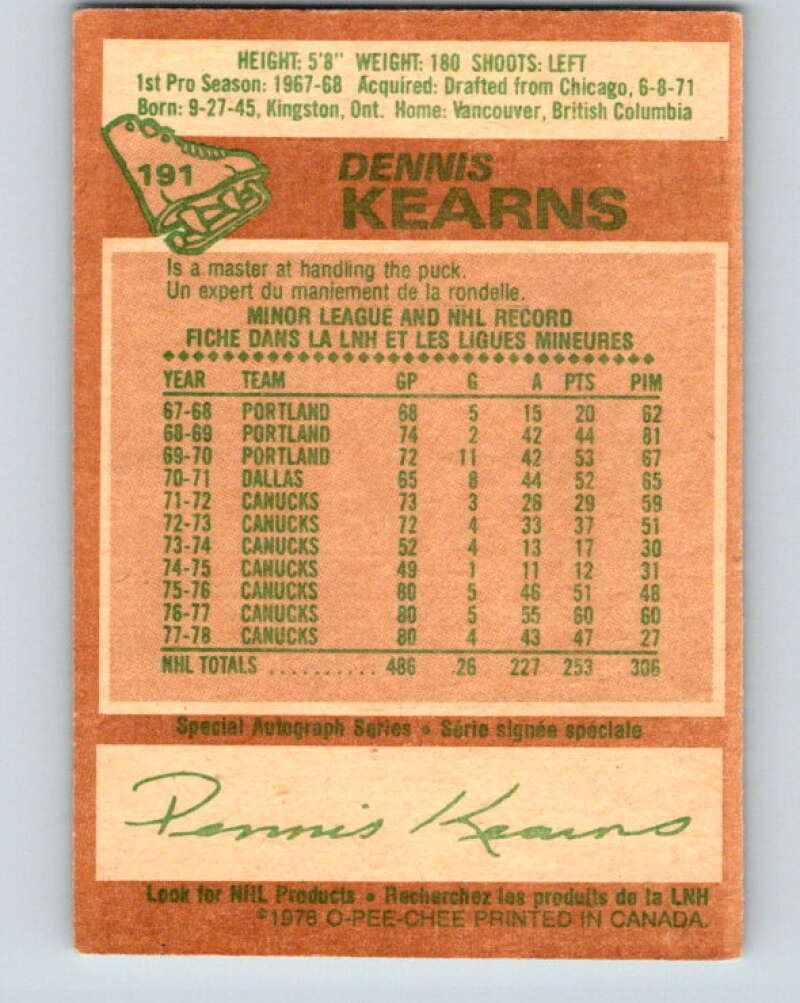 HEIGHT: 5'8" WEIGHT: 180 SHOOTS: LEFT
1st Pro Season: 1967-68 Acquired: Drafted from Chicago, 6-8-71
Born: 9-27-45, Kingston, Ont. Home: Vancouver, British Columbia
191
DENNIS
KEARNS
Is a master at handling the puck.
Un expert du maniement de la rondelle.
MINOR LEAGUE AND NHL RECORD
FICHE DANS LA LNH ET LES LIGUES MINEURES
YEAR TEAM GP G A PTS PIM
67-68 PORTLAND 68 5 15 20 62
68-69 PORTLAND 74 2 42 44 81
69-70 PORTLAND 72 11 42 53 67
70-71 DALLAS 65 8 44 52 65
71-72 CANUCKS 73 3 26 29 59
72-73 CANUCKS 72 4 33 37 51
73-74 CANUCKS 52 4 13 17 30
74-75 CANUCKS 49 1 11 12 31
75-76 CANUCKS 80 5 46 51 48
76-77 CANUCKS 80 5 55 60 60
77-78 CANUCKS 80 4 43 47 27
NHL TOTALS .......... 486 26 227 253 306
Special Autograph Series • Série signée spéciale
Dennis Kearns
Look for NHL Products • Recherchez les produits de la LNH
©1978 O-PEE-CHEE PRINTED IN CANADA.